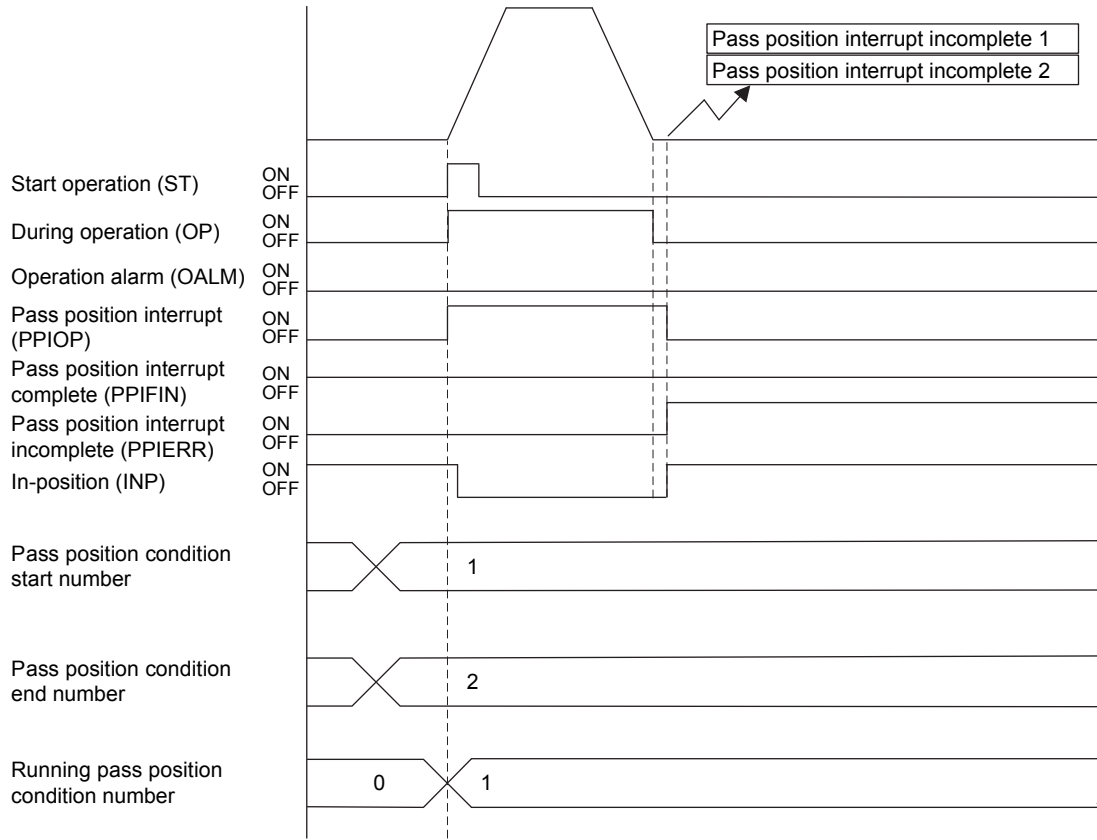 Pass position interrupt incomplete 1
Pass position interrupt incomplete 2
Start operation (ST)
ON
OFF
During operation (OP)
ON
OFF
Operation alarm (OALM)
ON
OFF
Pass position interrupt
(PPIOP)
ON
OFF
Pass position interrupt
complete (PPIFIN)
ON
OFF
Pass position interrupt
incomplete (PPIERR)
ON
OFF
In-position (INP)
ON
OFF
Pass position condition
start number
1
Pass position condition
end number
2
Running pass position
condition number
0
1